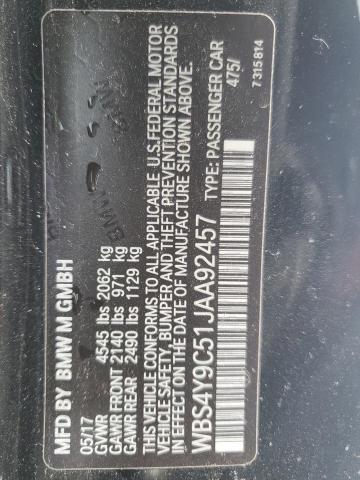 MFD BY BMW M GMBH
05/17
GVWR 4545 lbs 2062 kg
GAWR FRONT 2140 lbs 971 kg
GAWR REAR 2490 lbs 1129 kg
THIS VEHICLE CONFORMS TO ALL APPLICABLE U.S. FEDERAL MOTOR
VEHICLE SAFETY, BUMPER AND THEFT PREVENTION STANDARDS
IN EFFECT ON THE DATE OF MANUFACTURE SHOWN ABOVE.
WBS4Y9C51JAA92457 TYPE: PASSENGER CAR
475/
7 315 814